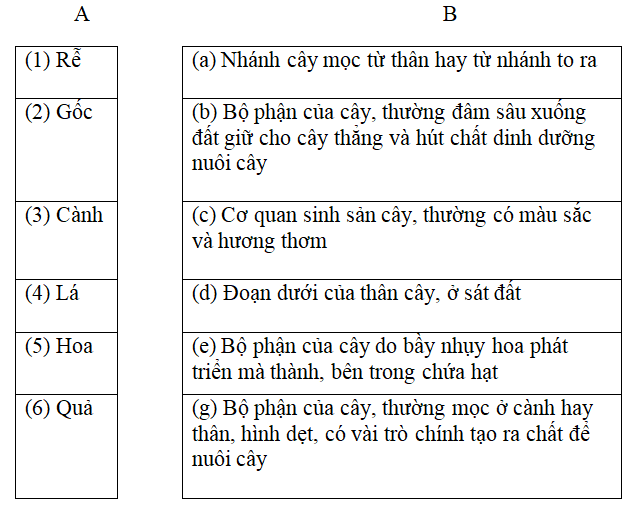 A
B
(1) Rễ
(a) Nhánh cây mọc từ thân hay từ nhánh to ra
(2) Gốc
(b) Bộ phận của cây, thường đâm sâu xuống
đất giữ cho cây thẳng và hút chất dinh dưỡng
nuôi cây
(3) Cành
(c) Cơ quan sinh sản cây, thường có màu sắc
và hương thơm
(4) Lá
(d) Đoạn dưới của thân cây, ở sát đất
(5) Hoa
(e) Bộ phận của cây do bầy nhụy hoa phát
triển mà thành, bên trong chứa hạt
(6) Quả
(g) Bộ phận của cây, thường mọc ở cành hay
thân, hình dẹt, có vài trò chính tạo ra chất để
nuôi cây